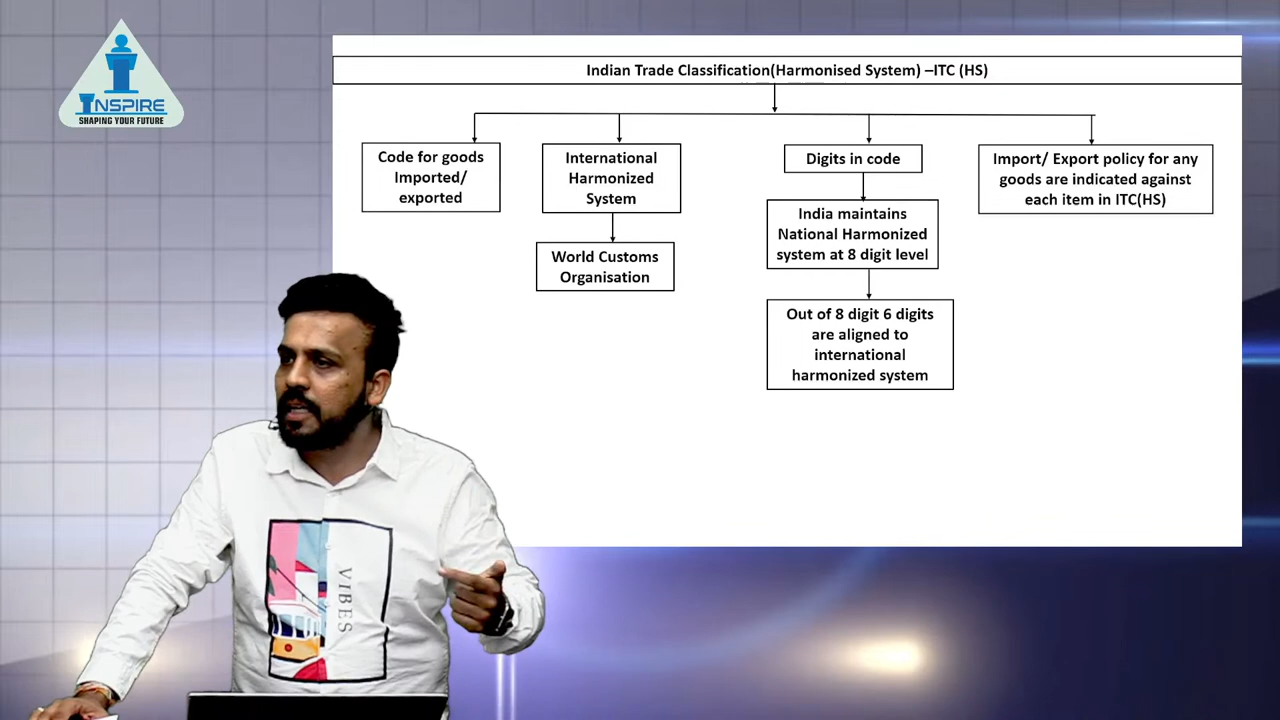 INSPIRE
SHAPING YOUR FUTURE
Indian Trade Classification(Harmonised System) –ITC (HS)
Code for goods
Imported/
exported
International
Harmonized
System
World Customs
Organisation
Digits in code
India maintains
National Harmonized
system at 8 digit level
Out of 8 digit 6 digits
are aligned to
international
harmonized system
Import/ Export policy for any
goods are indicated against
each item in ITC(HS)
VIBES